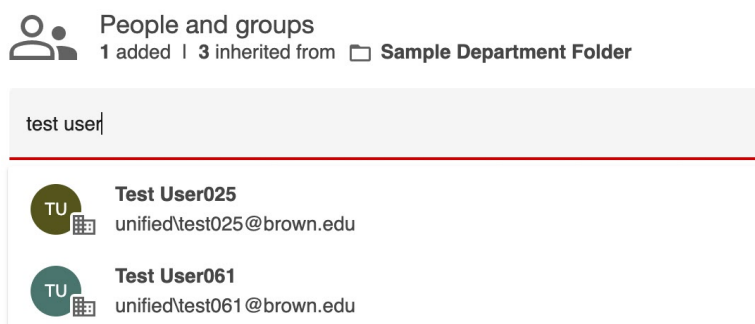 People and groups
1 added | 3 inherited from Sample Department Folder
test user
TU
Test User025
unified\test025@brown.edu
TU
Test User061
unified\test061@brown.edu